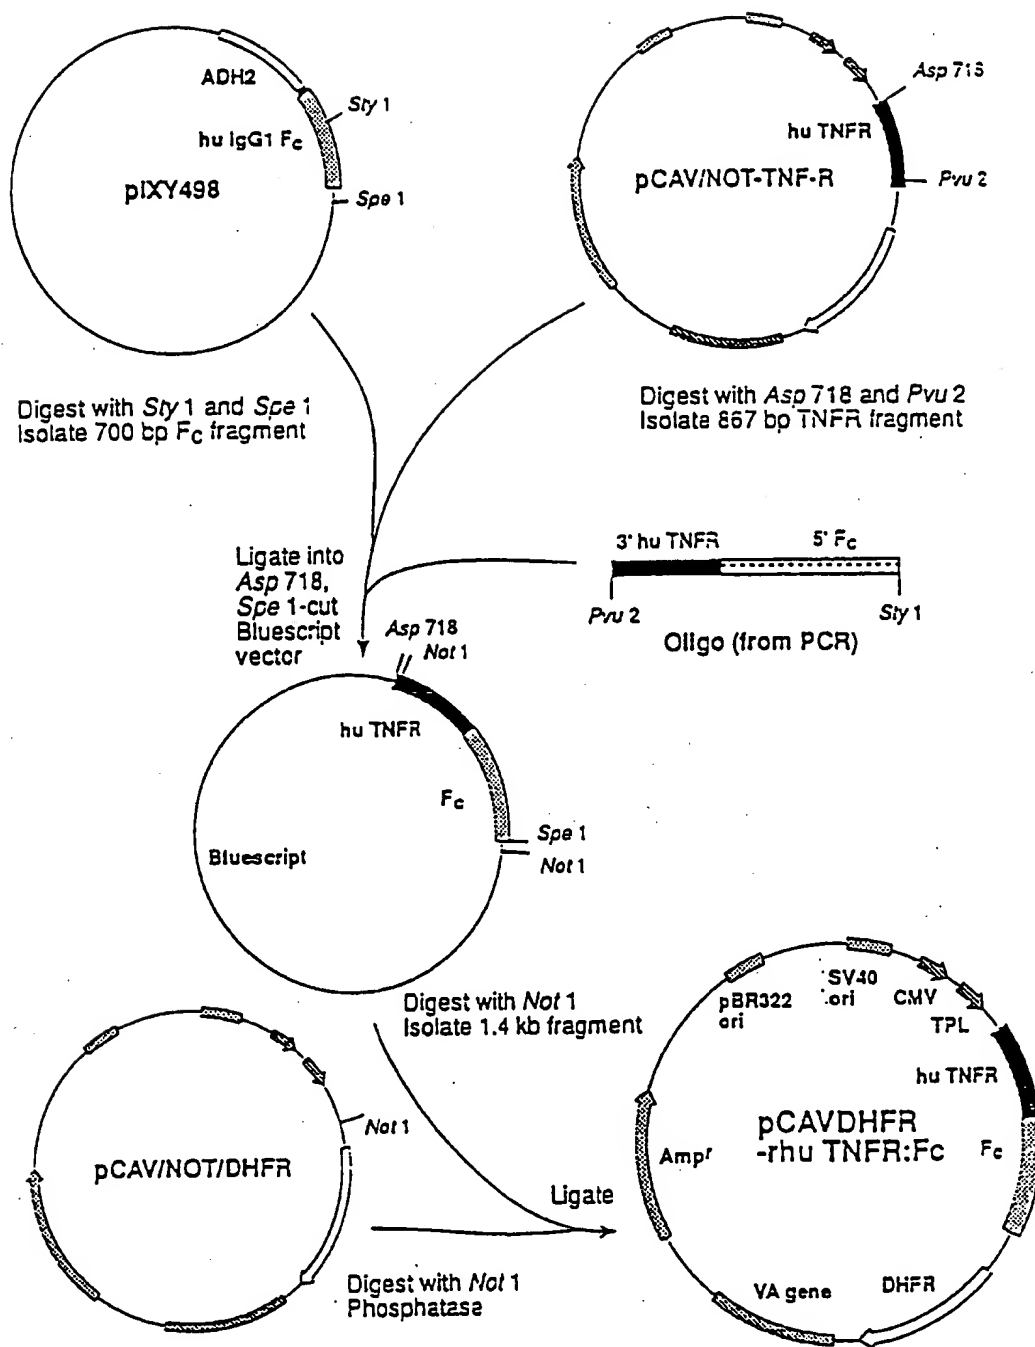 ADH2
Sty 1
hu IgG1 Fc
pIXY498
Spe 1
Asp 718
hu TNFR
pCAV/NOT-TNF-R
Pvu 2
Digest with Sty 1 and Spe 1
Isolate 700 bp Fc fragment
Digest with Asp 718 and Pvu 2
Isolate 867 bp TNFR fragment
3' hu TNFR
5' Fc
Pvu 2
Sty 1
Oligo (from PCR)
Ligate into
Asp 718,
Spe 1-cut
Bluescript
vector
Asp 718
Not 1
hu TNFR
Fc
Spe 1
Not 1
Bluescript
Digest with Not 1
Isolate 1.4 kb fragment
Not 1
pCAV/NOT/DHFR
Digest with Not 1
Phosphatase
Ligate
pBR322
ori
SV40
ori
CMV
TPL
hu TNFR
pCAVDHFR
-rhu TNFR:Fc
Fc
Ampr
VA gene
DHFR